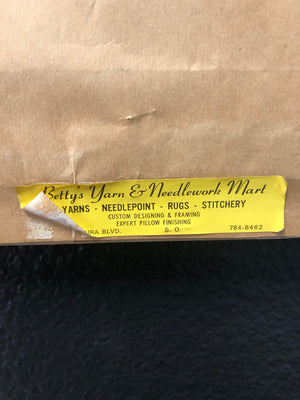 Betty's Yarn & Needlework Mart
YARNS - NEEDLEPOINT - RUGS - STITCHERY
CUSTOM DESIGNING & FRAMING
EXPERT PILLOW FINISHING
URA BLVD. S. O. 784-8462